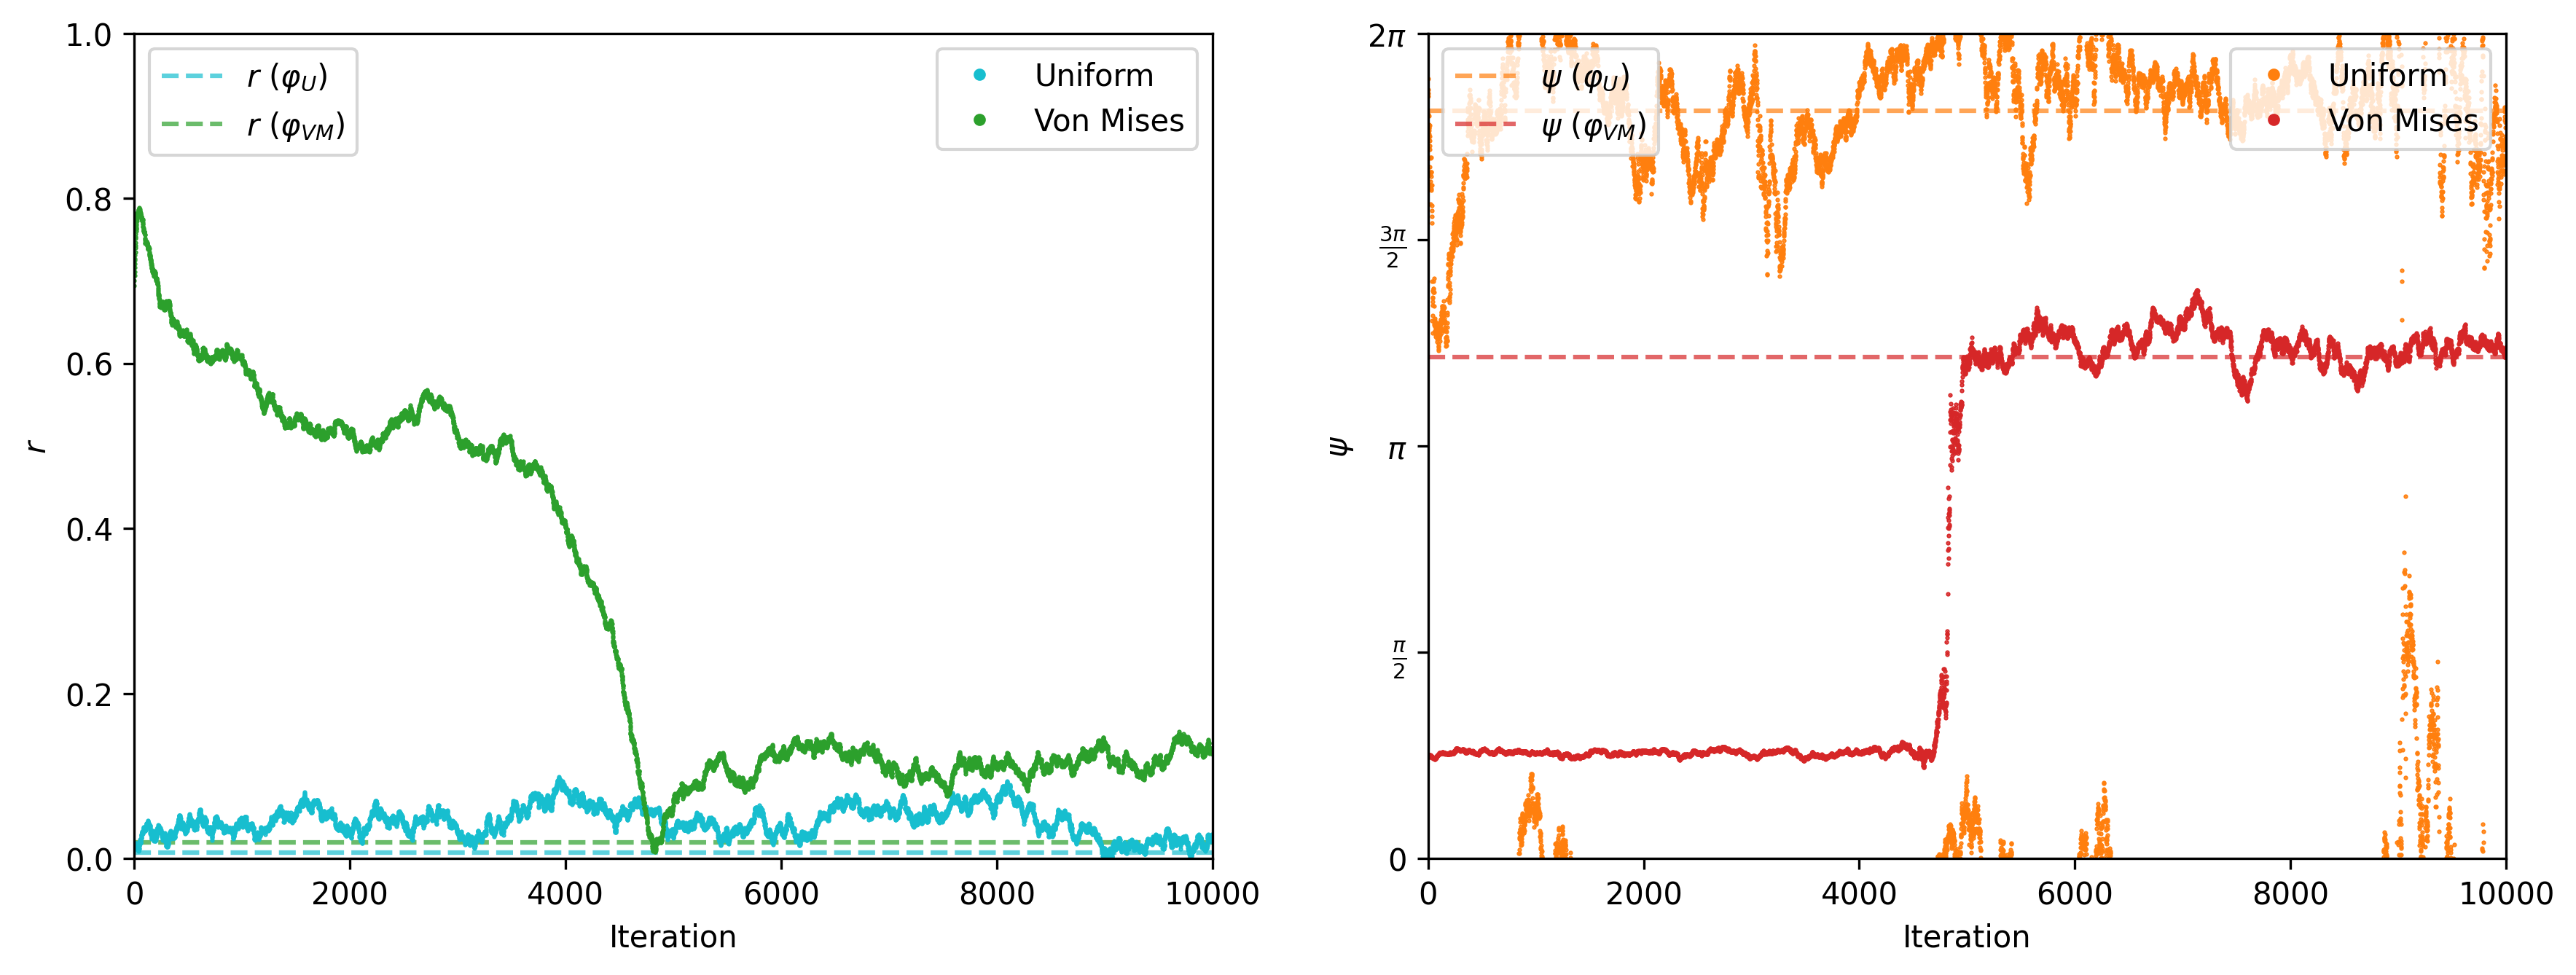 1.0
0.8
0.6
0.4
0.2
0.0
r
r (φU)
r (φVM)
Uniform
Von Mises
0 2000 4000 6000 8000 10000
Iteration
2π
3π/2
π
π/2
0
ψ
ψ (φU)
ψ (φVM)
Uniform
Von Mises
0 2000 4000 6000 8000 10000
Iteration